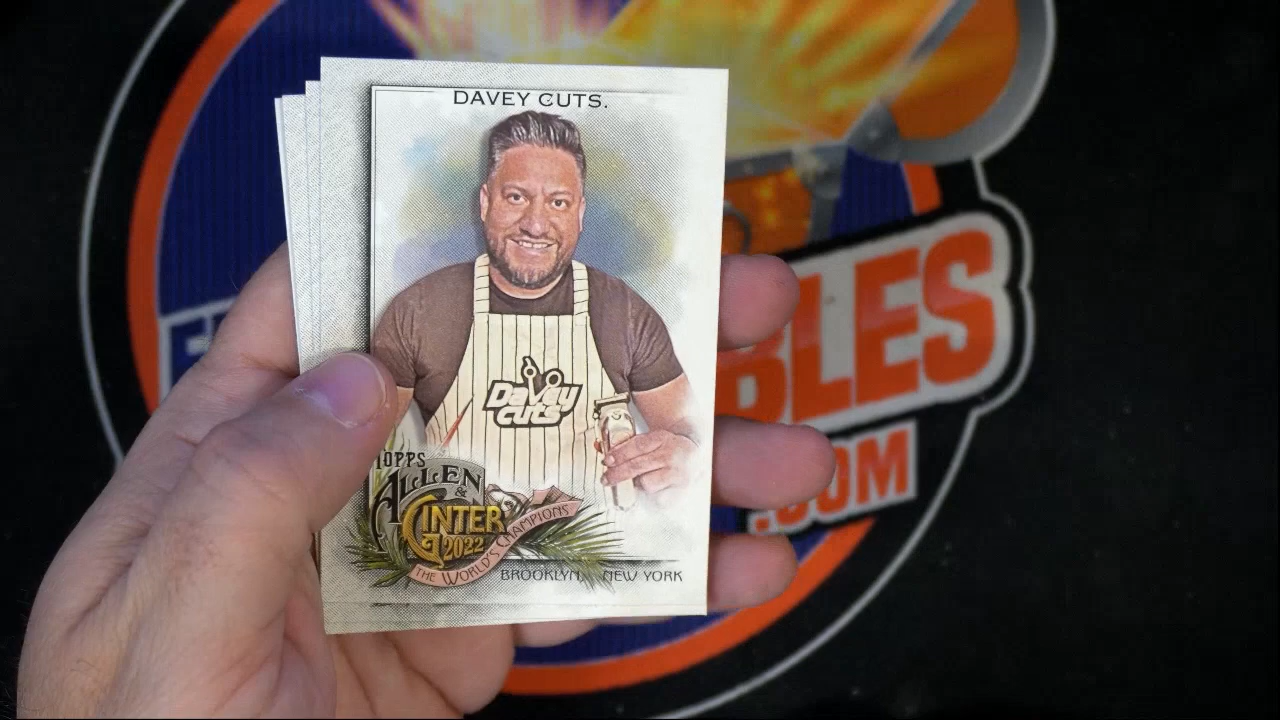 DAVEY CUTS.
Davey
cuts
TOPPS
ALLEN
&
GINTER
2022
THE WORLD'S CHAMPIONS
BROOKLYN, NEW YORK
BLES
.COM